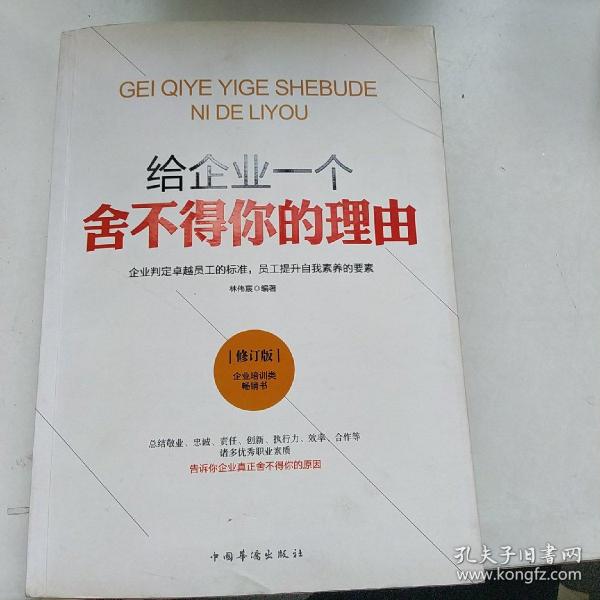 GEI QIYE YIGE SHEBUDE
NI DE LIYOU
给企业一个
舍不得你的理由
企业判定卓越员工的标准，员工提升自我素养的要素
林伟宸◎编著
修订版
企业培训类
畅销书
总结敬业、忠诚、责任、创新、执行力、效率、合作等
诸多优秀职业素质
告诉你企业真正舍不得你的原因
中国华侨出版社
孔夫子旧书网
www.kongfz.com